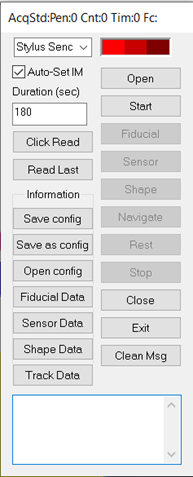 AcqStd:Pen:0 Cnt:0 Tim:0 Fc:
Stylus Senc
Auto-Set IM
Duration (sec)
180
Click Read
Read Last
Information
Save config
Save as config
Open config
Fiducial Data
Sensor Data
Shape Data
Track Data
Open
Start
Fiducial
Sensor
Shape
Navigate
Rest
Stop
Close
Exit
Clean Msg